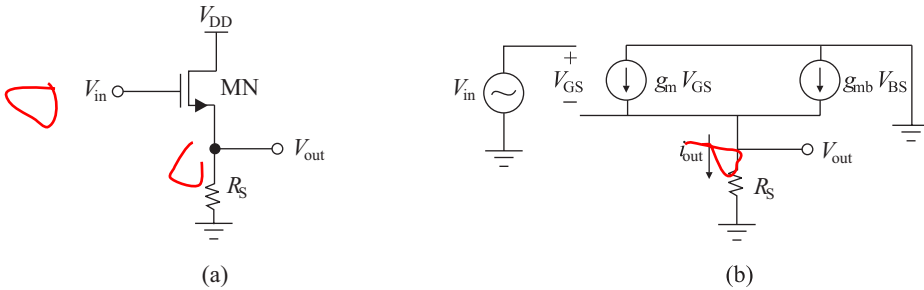 V_DD
V_in
MN
V_out
R_S
(a)
V_in
+
V_GS
−
g_m V_GS
g_mb V_BS
i_out
V_out
R_S
(b)